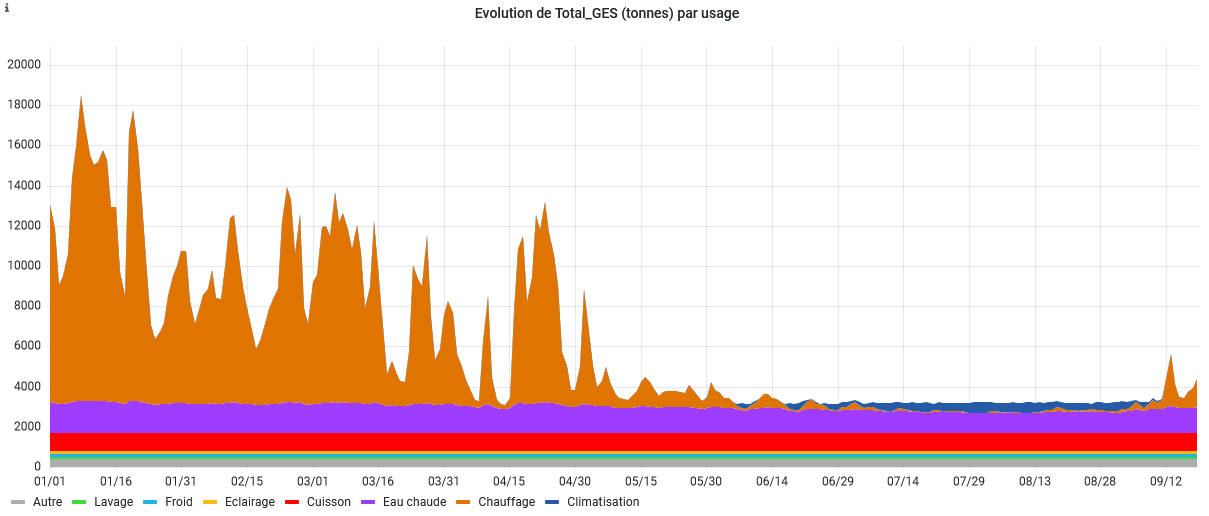 i
Evolution de Total_GES (tonnes) par usage
20000
18000
16000
14000
12000
10000
8000
6000
4000
2000
0
01/01 01/16 01/31 02/15 03/01 03/16 03/31 04/15 04/30 05/15 05/30 06/14 06/29 07/14 07/29 08/13 08/28 09/12
Autre Lavage Froid Eclairage Cuisson Eau chaude Chauffage Climatisation